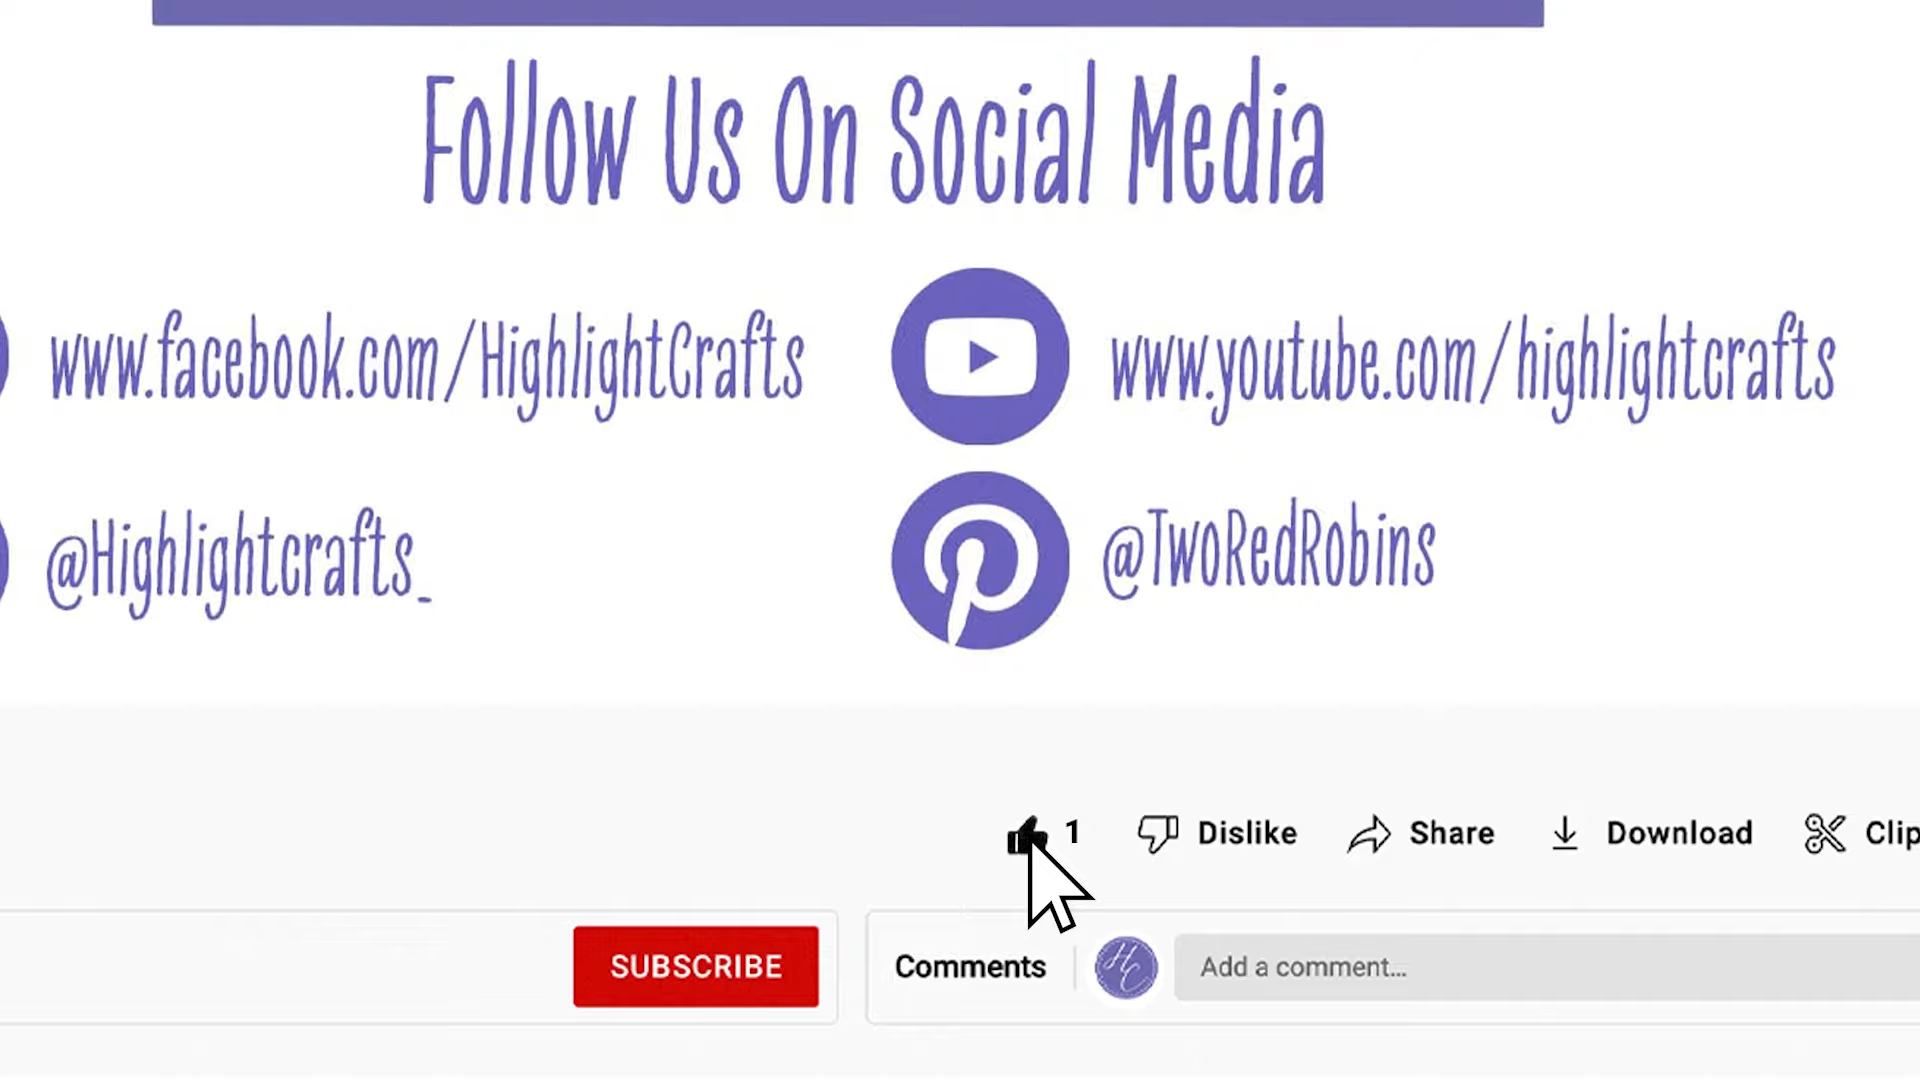 Follow Us On Social Media
www.facebook.com/HighlightCrafts
www.youtube.com/highlightcrafts
@Highlightcrafts_
@TwoRedRobins
1 Dislike Share Download Clip
SUBSCRIBE
Comments HC Add a comment...